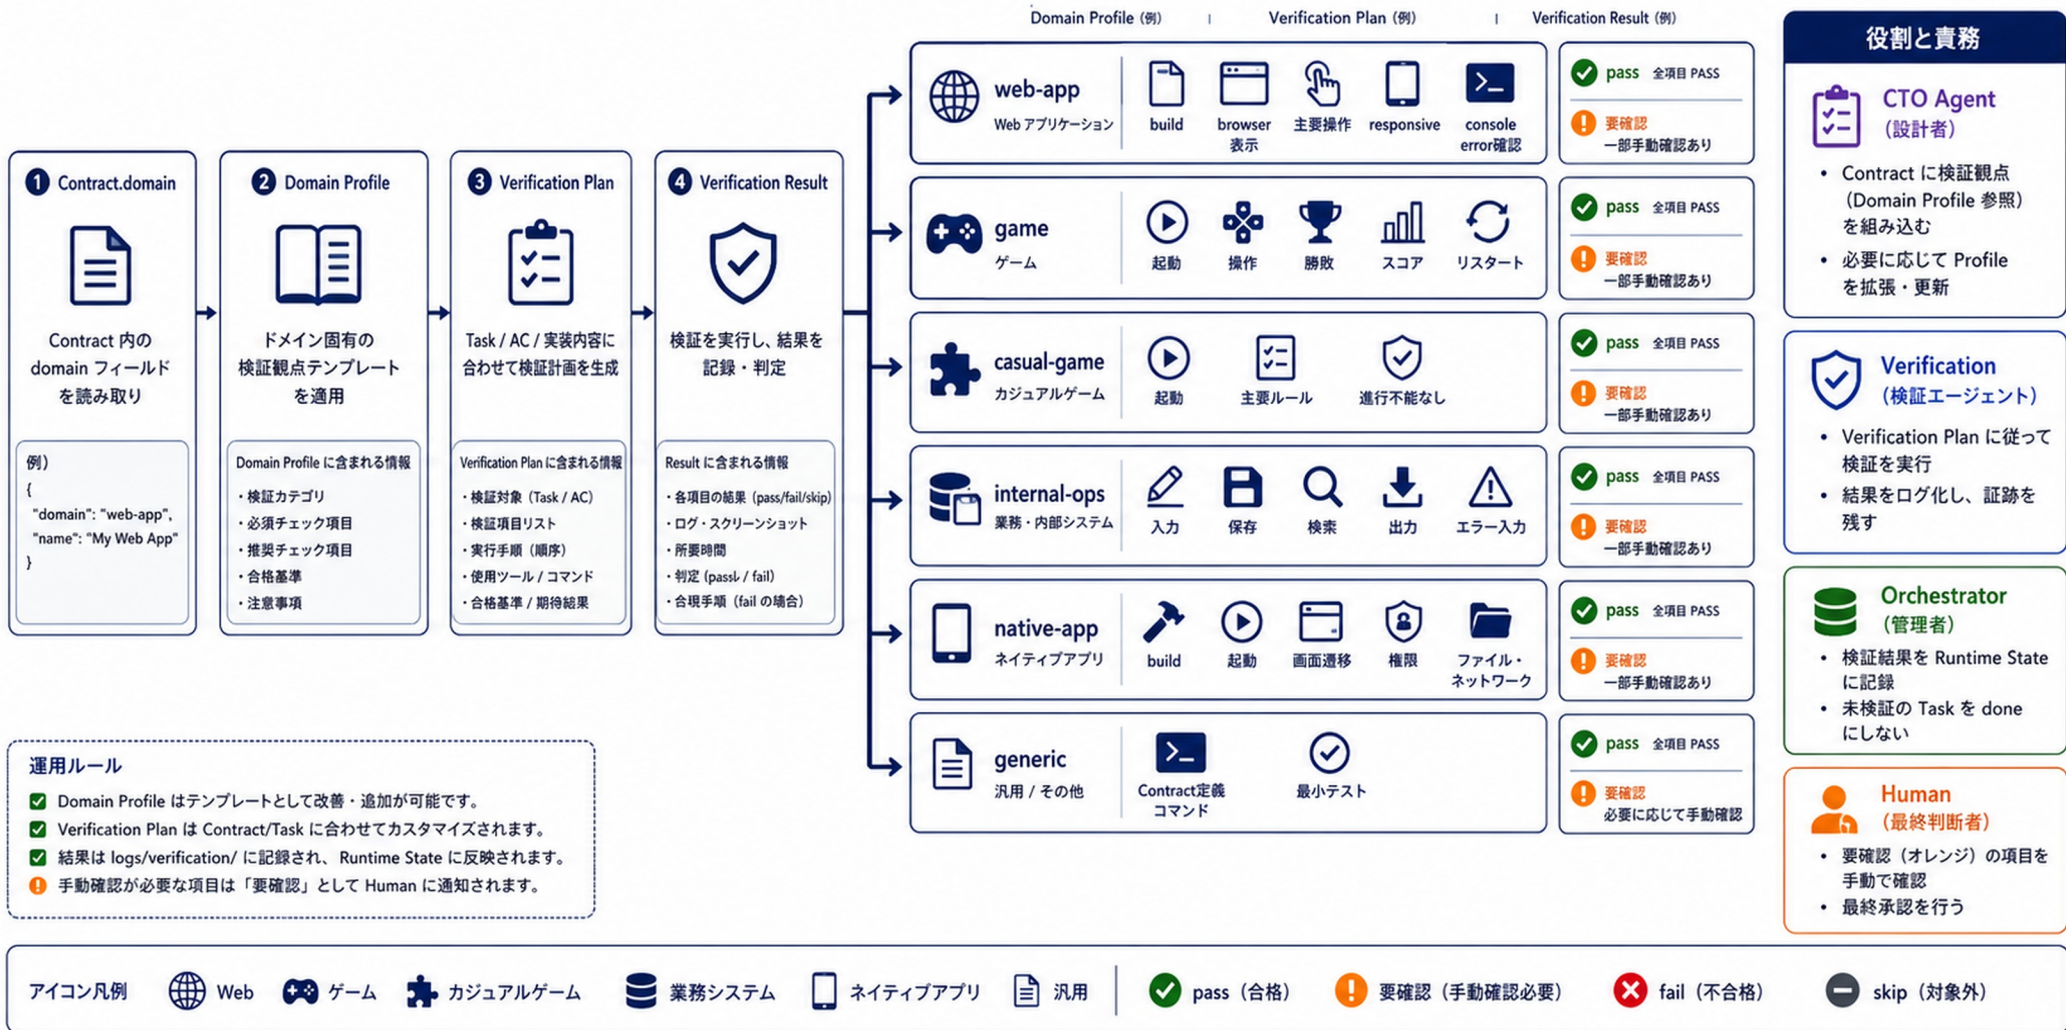 ① Contract.domain
Contract 内の
domain フィールド
を読み取り
例）
{
"domain": "web-app",
"name": "My Web App"
}
② Domain Profile
ドメイン固有の
検証観点テンプレート
を適用
Domain Profile に含まれる情報
・検証カテゴリ
・必須チェック項目
・推奨チェック項目
・合格基準
・注意事項
③ Verification Plan
Task / AC / 実装内容に
合わせて検証計画を生成
Verification Plan に含まれる情報
・検証対象（Task / AC）
・検証項目リスト
・実行手順（順序）
・使用ツール / コマンド
・合格基準 / 期待結果
④ Verification Result
検証を実行し、結果を
記録・判定
Result に含まれる情報
・各項目の結果（pass/fail/skip）
・ログ・スクリーンショット
・所要時間
・判定 ( / fail）
・（fail の場合）
Domain Profile（例） | Verification Plan（例） | Verification Result（例）
web-app
Web アプリケーション
build
browser
表示
主要操作
responsive
console
error確認
pass 全項目 PASS
要確認
一部手動確認あり
game
ゲーム
起動
操作
勝敗
スコア
リスタート
pass 全項目 PASS
要確認
一部手動確認あり
casual-game
カジュアルゲーム
起動
主要ルール
進行不能なし
pass 全項目 PASS
要確認
一部手動確認あり
internal-ops
業務・内部システム
入力
保存
検索
出力
エラー入力
pass 全項目 PASS
要確認
一部手動確認あり
native-app
ネイティブアプリ
build
起動
画面遷移
権限
ファイル・
ネットワーク
pass 全項目 PASS
要確認
一部手動確認あり
generic
汎用 / その他
Contract定義
コマンド
最小テスト
pass 全項目 PASS
要確認
必要に応じて手動確認
役割と責務
CTO Agent
（設計者）
• Contract に検証観点
（Domain Profile 参照）
を組み込む
• 必要に応じて Profile
を拡張・更新
Verification
（検証エージェント）
• Verification Plan に従って
検証を実行
• 結果をログ化し、証跡を
残す
Orchestrator
（管理者）
• 検証結果を Runtime State
に記録
• 未検証の Task を done
にしない
Human
（最終判断者）
• 要確認（オレンジ）の項目を
手動で確認
• 最終承認を行う
運用ルール
Domain Profile はテンプレートとして改善・追加が可能です。
Verification Plan は Contract/Task に合わせてカスタマイズされます。
結果は logs/verification/ に記録され、Runtime State に反映されます。
手動確認が必要な項目は「要確認」として Human に通知されます。
アイコン凡例 Web ゲーム カジュアルゲーム 業務システム ネイティブアプリ 汎用 pass（合格） 要確認（手動確認必要） fail（不合格） skip（対象外）